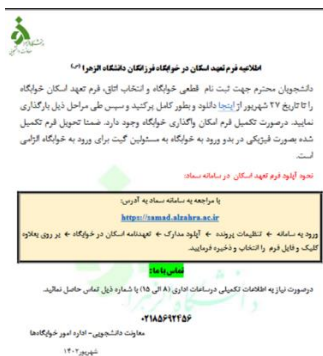 اطلاعیه فرم تعهد اسکان در خوابگاه فرزانگان دانشگاه الزهرا (س)
دانشجویان محترم جهت ثبت نام قطعی خوابگاه و انتخاب اتاق، فرم تعهد اسکان خوابگاه
را تا تاریخ ۲۷ شهریور از اینجا دانلود و بطور کامل پرکنید و سپس طی مراحل ذیل بارگذاری
نمایید. درصورت تکمیل فرم امکان واگذاری خوابگاه وجود دارد. ضمنا تحویل فرم تکمیل
شده بصورت فیزیکی در بدو ورود به خوابگاه به مسئولین گیت برای ورود به خوابگاه الزامی
است.
نحوه آپلود فرم تعهد اسکان در سامانه سماد:
با مراجعه به سامانه سماد به آدرس:
https://samad.alzahra.ac.ir
ورود به سامانه ← تنظیمات پرونده ← آپلود مدارک ← تعهدنامه اسکان در خوابگاه ← بر روی بعلاوه
کلیک و فایل فرم را انتخاب و ذخیره فرمایید.
تماس با ما:
درصورت نیاز به اطلاعات تکمیلی درساعات اداری (۸ الی ۱۵) با شماره ذیل تماس حاصل نمائید.
۰۲۱۸۵۶۹۲۴۵۶
معاونت دانشجویی- اداره امور خوابگاهها
شهریور ۱۴۰۲